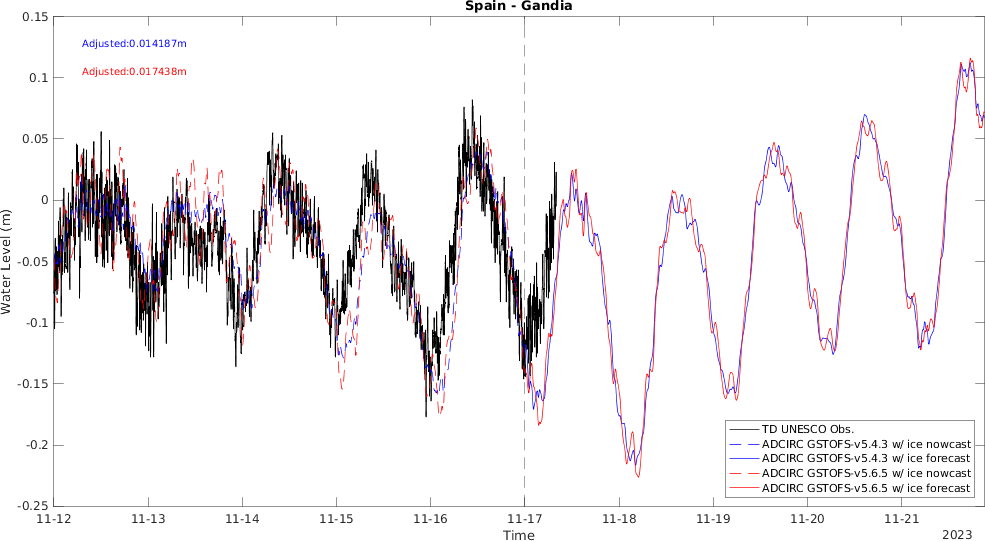 Spain - Gandia
0.15
0.1
0.05
0
-0.05
-0.1
-0.15
-0.2
-0.25
Water Level (m)
Adjusted:0.014187m
Adjusted:0.017438m
TD UNESCO Obs.
ADCIRC GSTOFS-v5.4.3 w/ ice nowcast
ADCIRC GSTOFS-v5.4.3 w/ ice forecast
ADCIRC GSTOFS-v5.6.5 w/ ice nowcast
ADCIRC GSTOFS-v5.6.5 w/ ice forecast
11-12 11-13 11-14 11-15 11-16 11-17 11-18 11-19 11-20 11-21
Time
2023